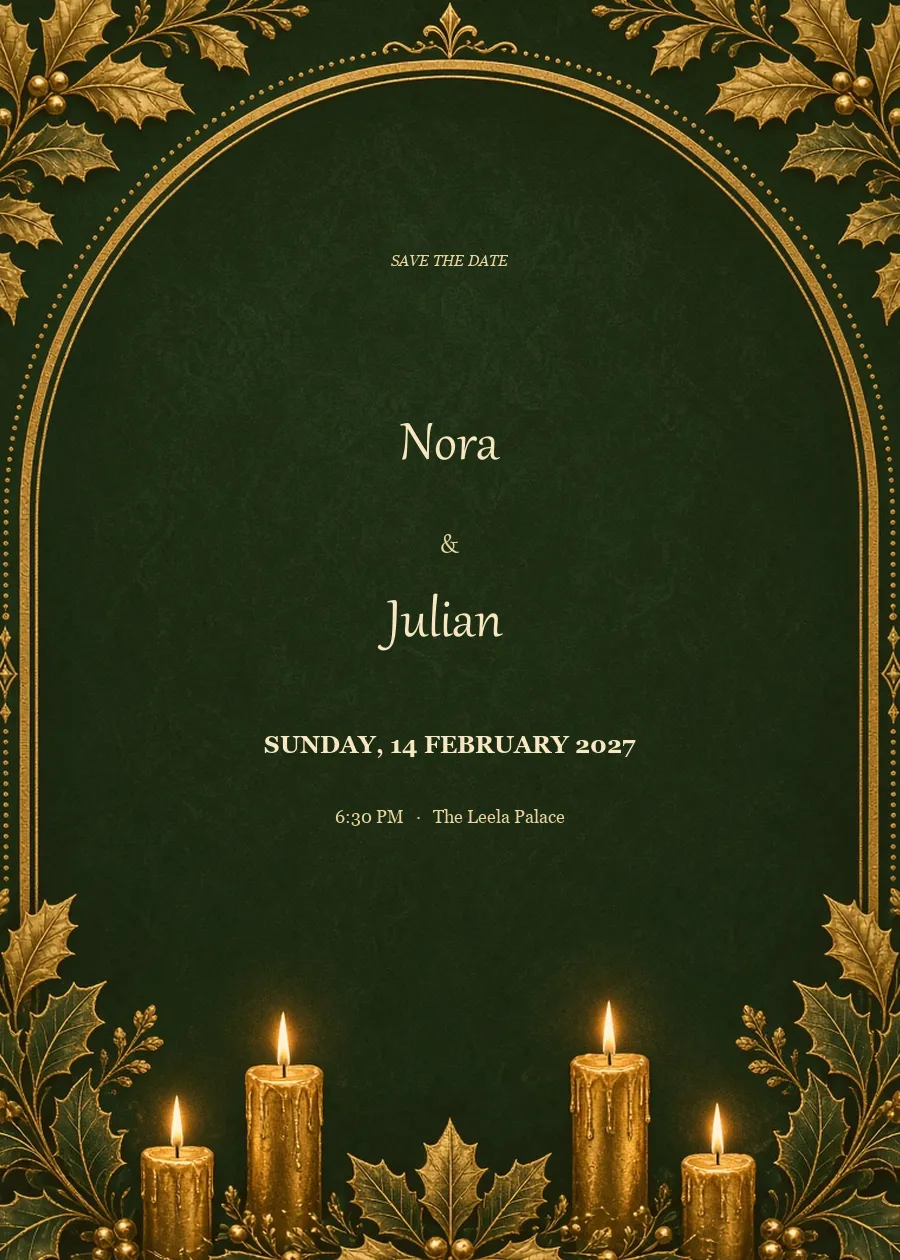 SAVE THE DATE
Nora
&
Julian
SUNDAY, 14 FEBRUARY 2027
6:30 PM · The Leela Palace